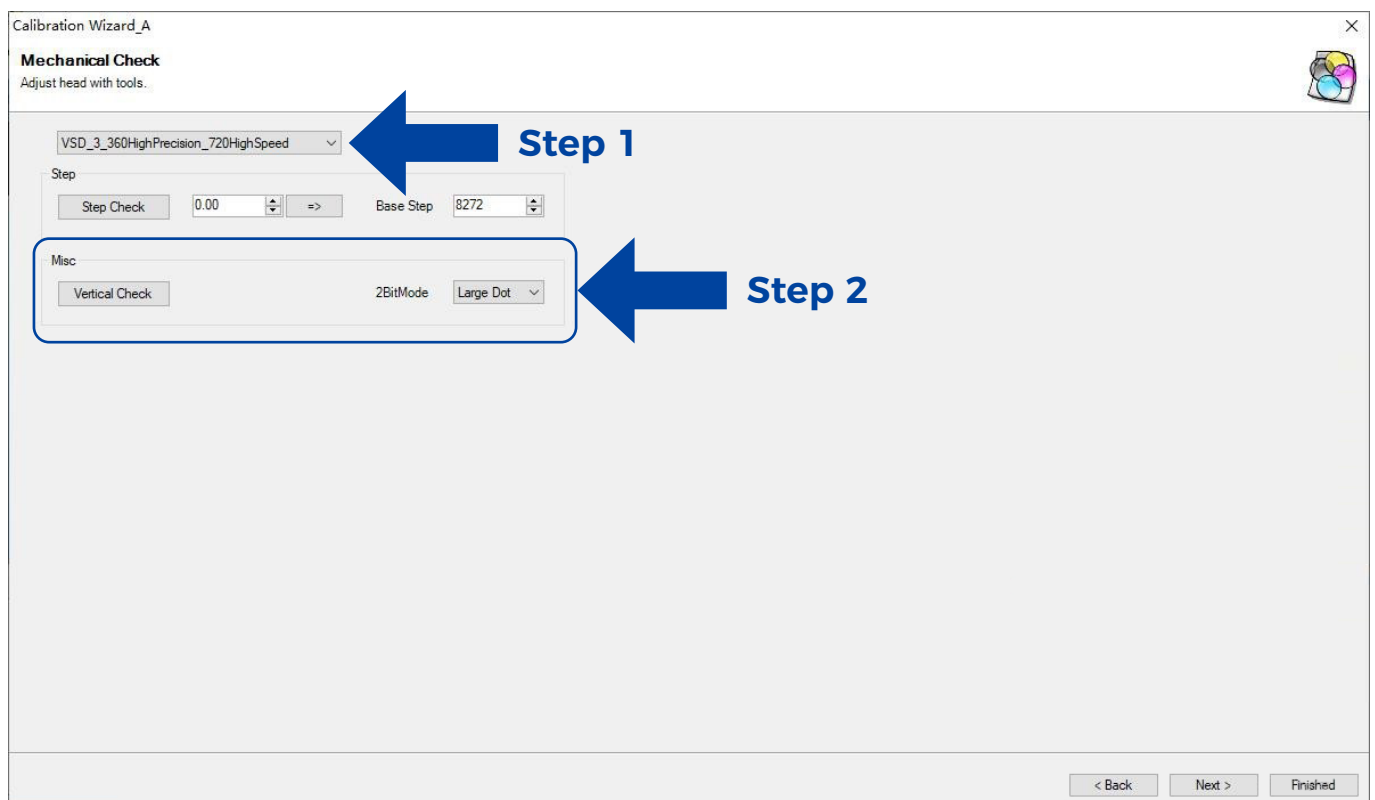 Calibration Wizard_A
Mechanical Check
Adjust head with tools.
VSD_3_360HighPrecision_720HighSpeed
Step 1
Step
Step Check 0.00 => Base Step 8272
Misc
Vertical Check 2BitMode Large Dot
Step 2
< Back Next > Finished